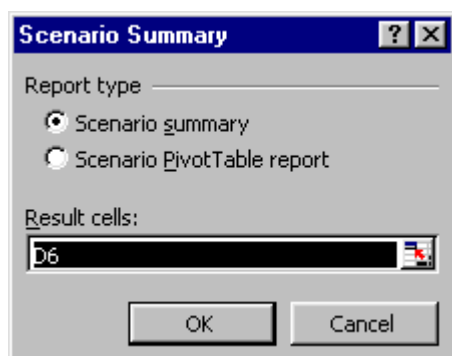 Scenario Summary
Report type
Scenario summary
Scenario PivotTable report
Result cells:
D6
OK Cancel